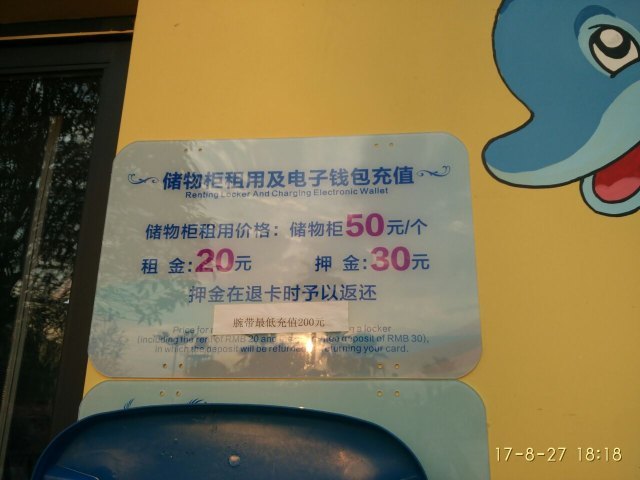 储物柜租用及电子钱包充值
Renting Locker And Charging Electronic Wallet
储物柜租用价格：储物柜50元/个
租 金:20元 押 金:30元
押金在退卡时予以返还
腕带最低充值200元
Price for a locker
(including the rent of RMB 20 and deposit of RMB 30),
in which the deposit will be returned returning your card.
17-8-27 18:18